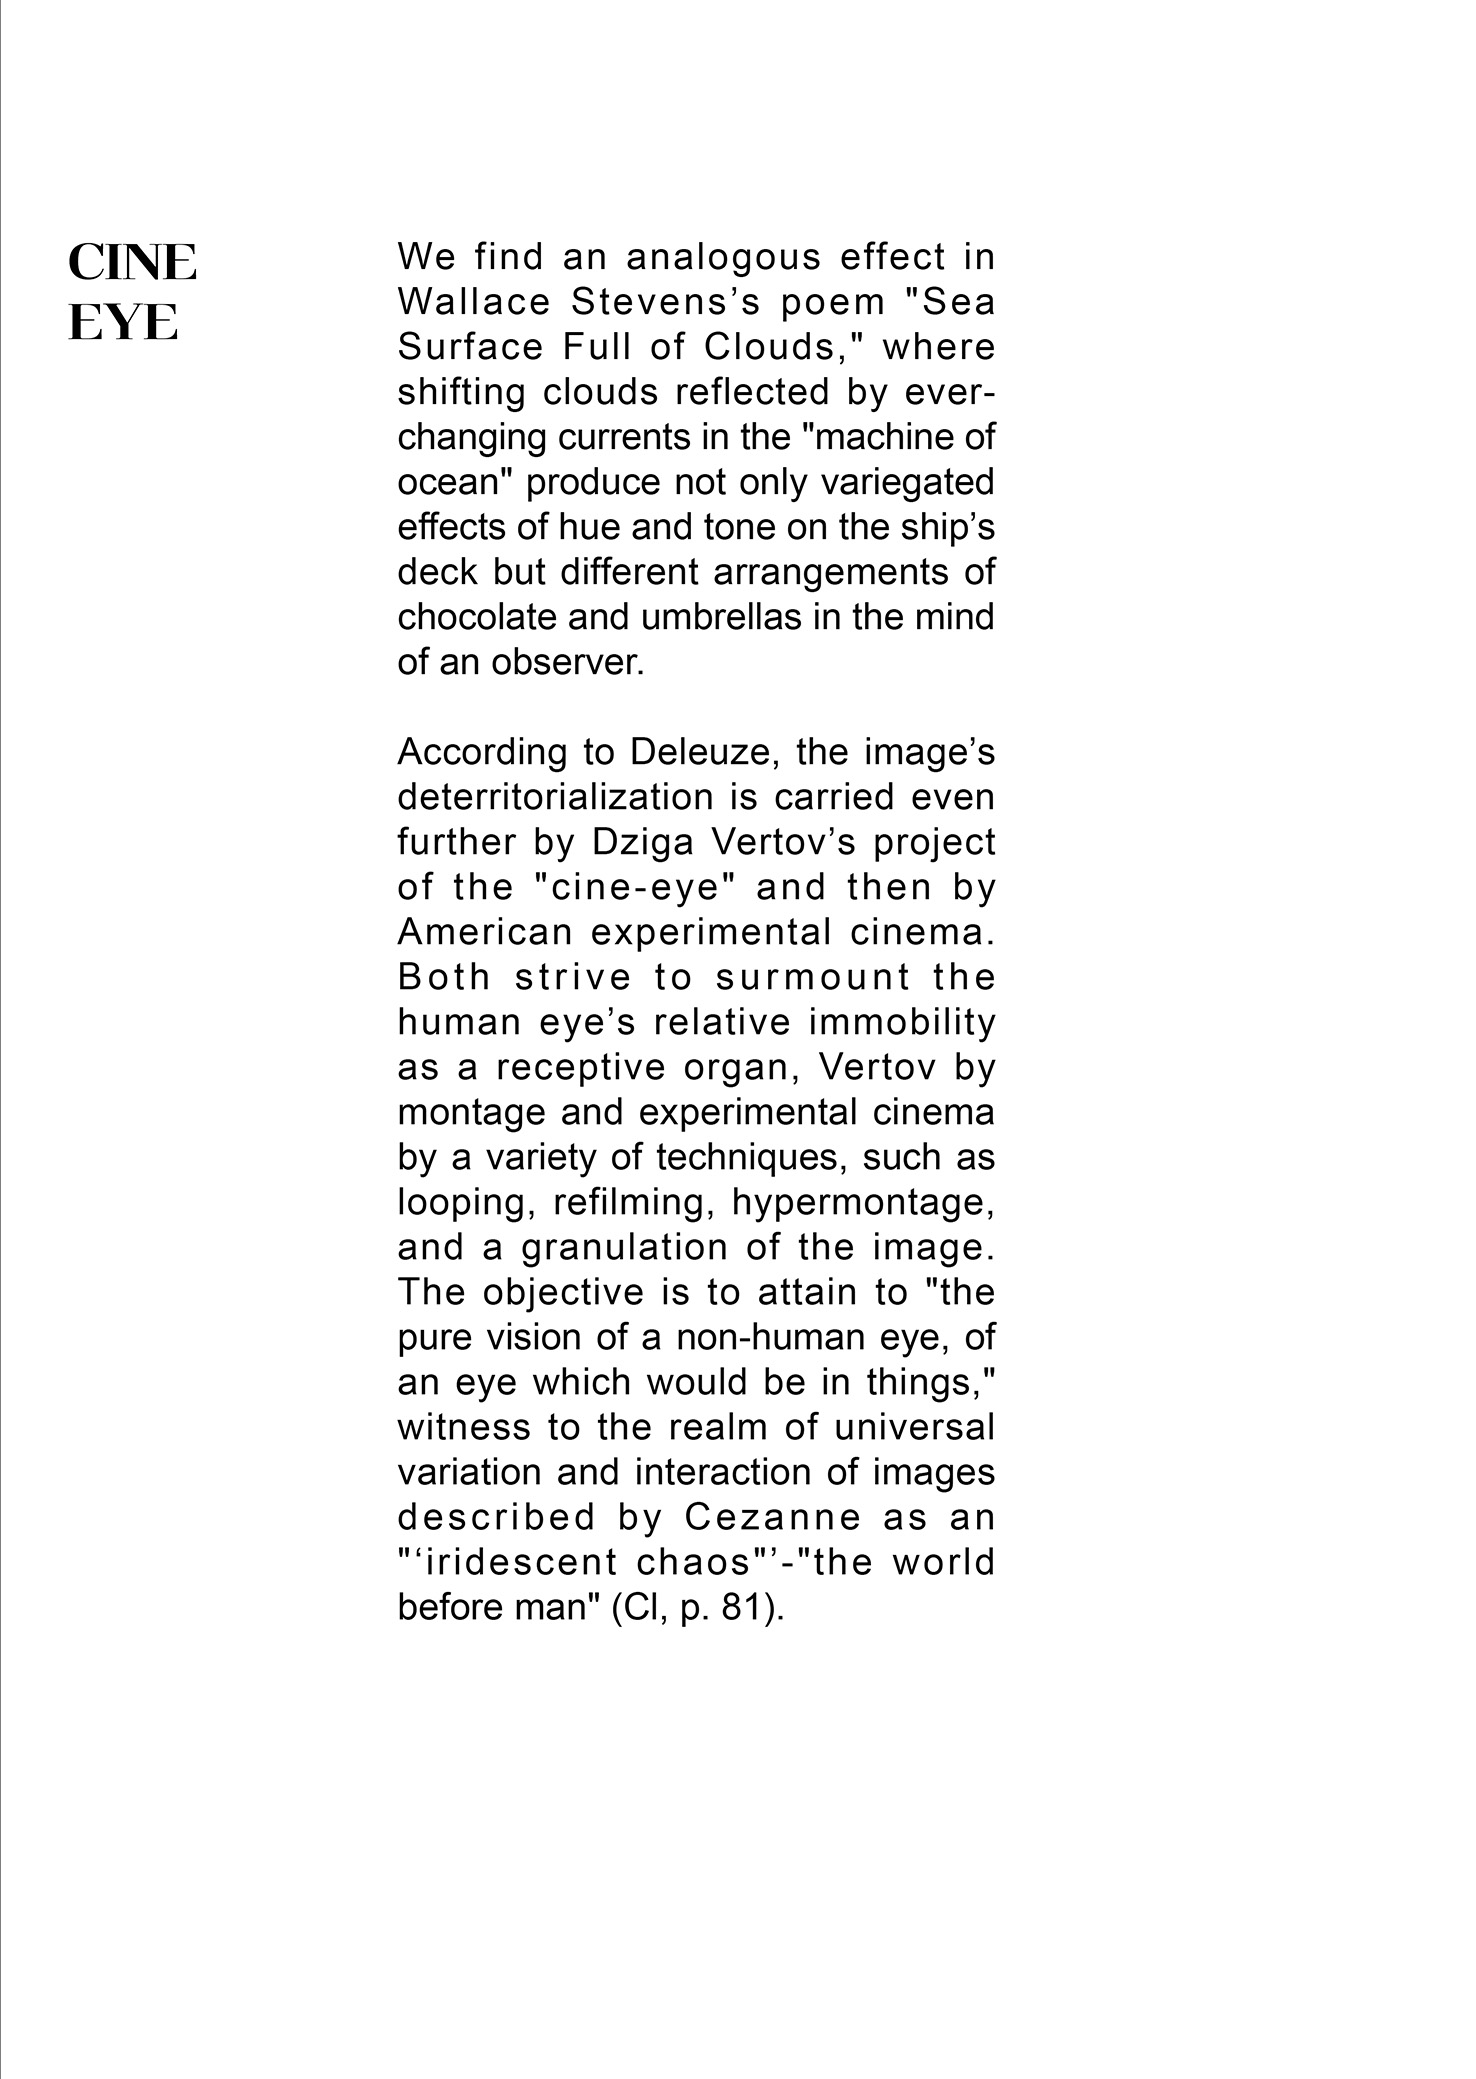 CINE
EYE
We find an analogous effect in
Wallace Stevens’s poem "Sea
Surface Full of Clouds," where
shifting clouds reflected by ever-
changing currents in the "machine of
ocean" produce not only variegated
effects of hue and tone on the ship’s
deck but different arrangements of
chocolate and umbrellas in the mind
of an observer.
According to Deleuze, the image’s
deterritorialization is carried even
further by Dziga Vertov’s project
of the "cine-eye" and then by
American experimental cinema.
Both strive to surmount the
human eye’s relative immobility
as a receptive organ, Vertov by
montage and experimental cinema
by a variety of techniques, such as
looping, refilming, hypermontage,
and a granulation of the image.
The objective is to attain to "the
pure vision of a non-human eye, of
an eye which would be in things,"
witness to the realm of universal
variation and interaction of images
described by Cezanne as an
"‘iridescent chaos"’-"the world
before man" (Cl, p. 81).